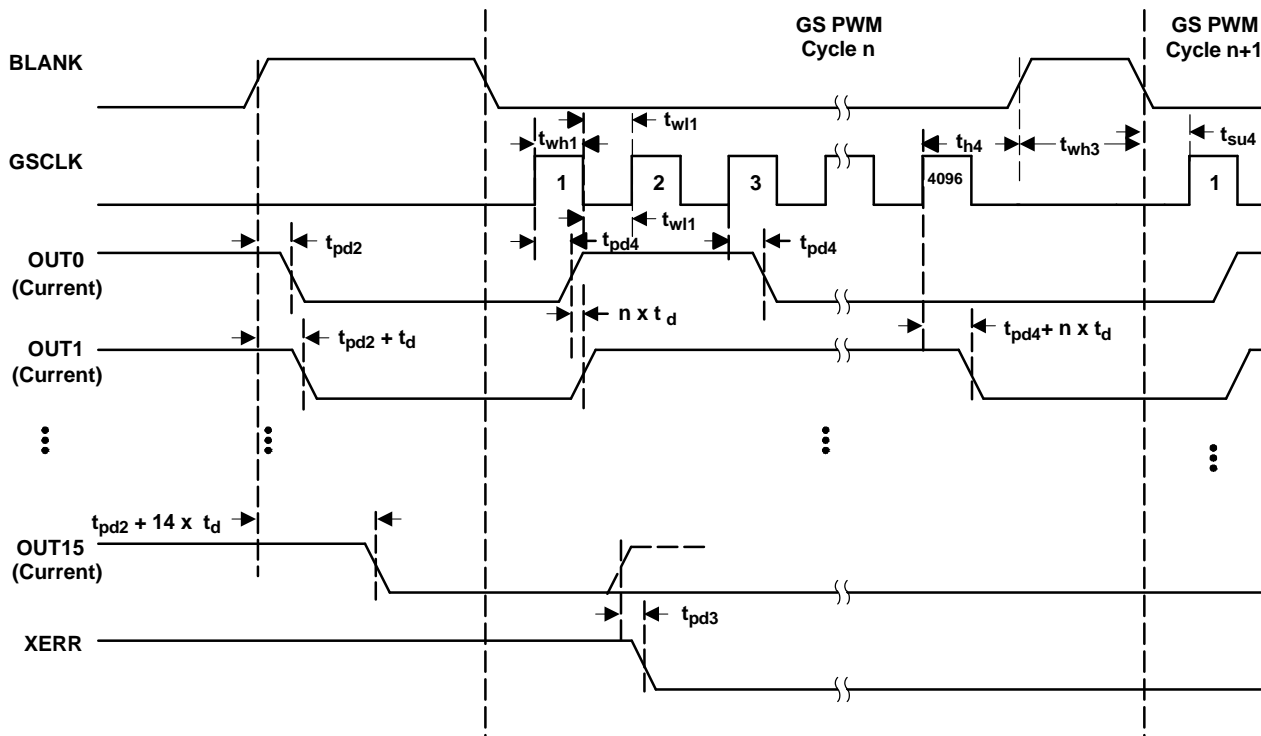 GS PWM
Cycle n
GS PWM
Cycle n+1
BLANK
t_wl1
t_wh1
t_h4
t_wh3
t_su4
GSCLK
1
2
3
4096
1
t_wl1
t_pd2
t_pd4
t_pd4
OUT0
(Current)
n x t_d
t_pd2 + t_d
t_pd4 + n x t_d
OUT1
(Current)
t_pd2 + 14 x t_d
OUT15
(Current)
t_pd3
XERR